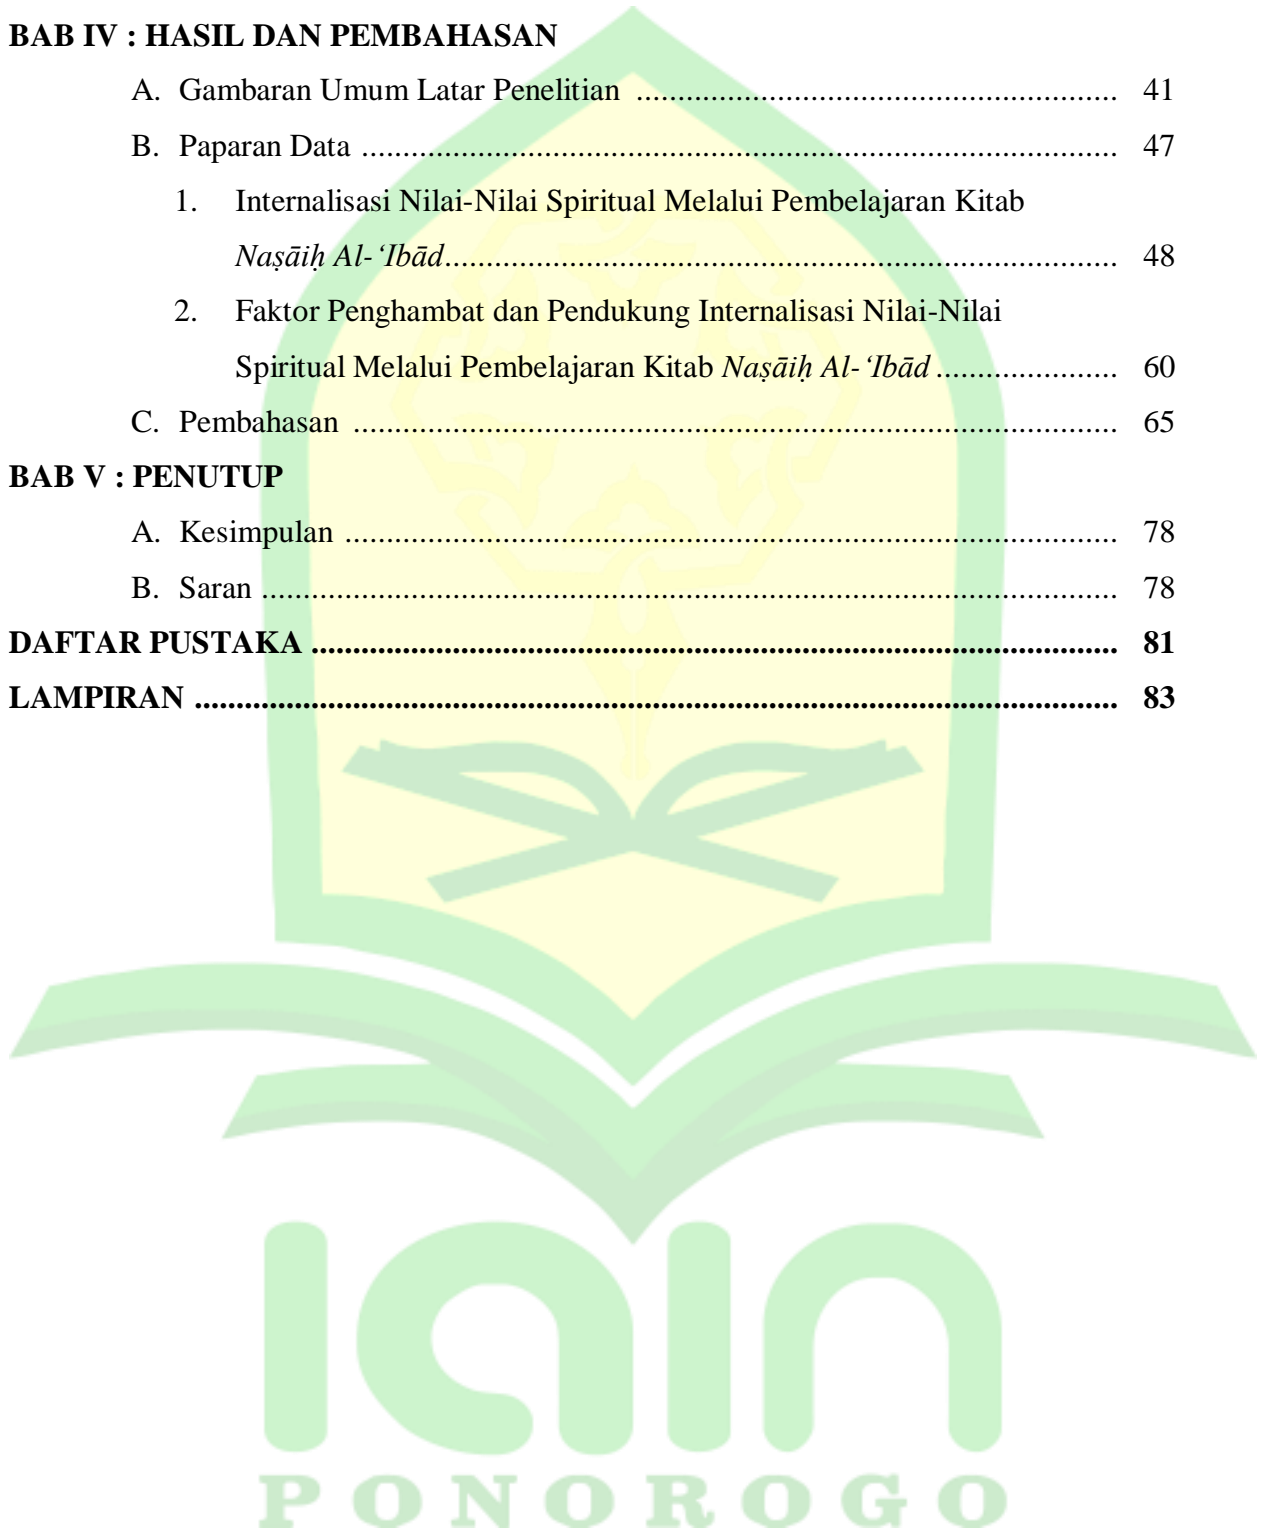 BAB IV : HASIL DAN PEMBAHASAN
A. Gambaran Umum Latar Penelitian ........................................................... 41
B. Paparan Data ............................................................................................ 47
1. Internalisasi Nilai-Nilai Spiritual Melalui Pembelajaran Kitab
Naṣāiḥ Al-‘Ibād.................................................................................. 48
2. Faktor Penghambat dan Pendukung Internalisasi Nilai-Nilai
Spiritual Melalui Pembelajaran Kitab Naṣāiḥ Al-‘Ibād ...................... 60
C. Pembahasan ............................................................................................. 65
BAB V : PENUTUP
A. Kesimpulan .............................................................................................. 78
B. Saran ........................................................................................................ 78
DAFTAR PUSTAKA .................................................................................................. 81
LAMPIRAN ................................................................................................................ 83
iain
PONOROGO